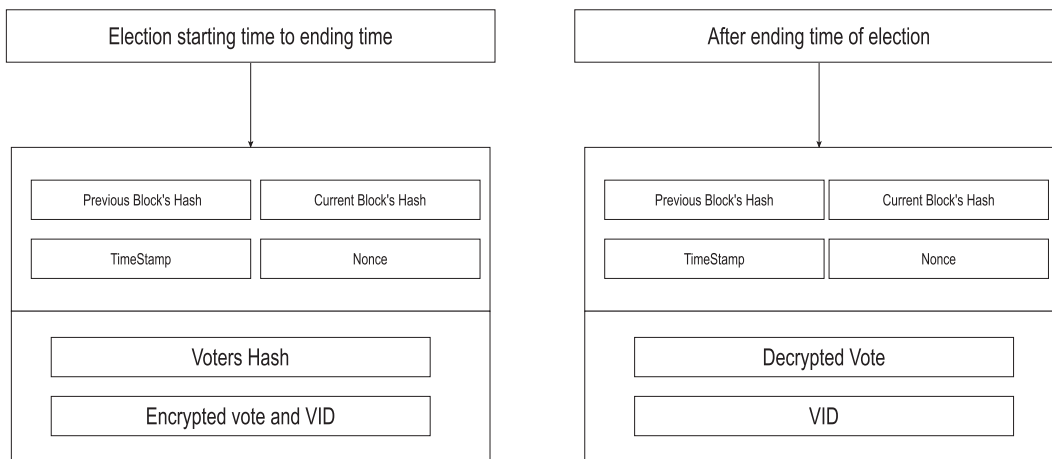 Election starting time to ending time
After ending time of election
Previous Block's Hash
Current Block's Hash
TimeStamp
Nonce
Voters Hash
Encrypted vote and VID
Previous Block's Hash
Current Block's Hash
TimeStamp
Nonce
Decrypted Vote
VID